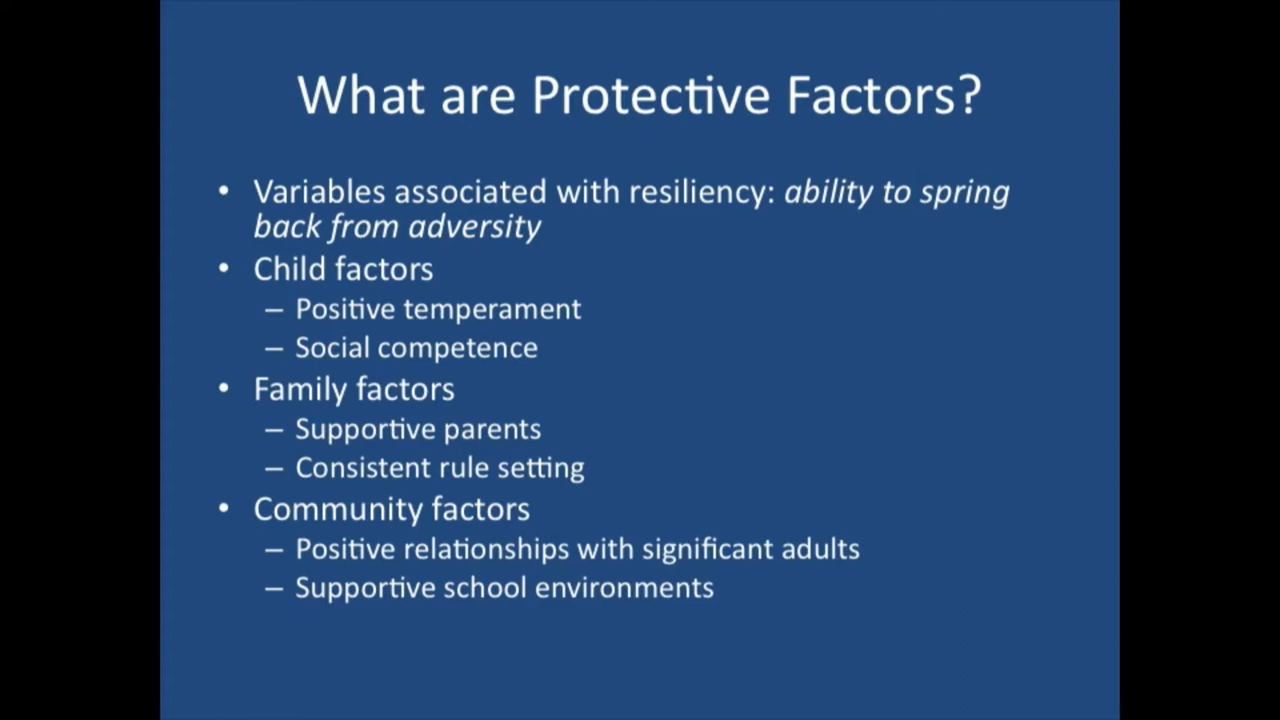 What are Protective Factors?
• Variables associated with resiliency: ability to spring
back from adversity
• Child factors
– Positive temperament
– Social competence
• Family factors
– Supportive parents
– Consistent rule setting
• Community factors
– Positive relationships with significant adults
– Supportive school environments